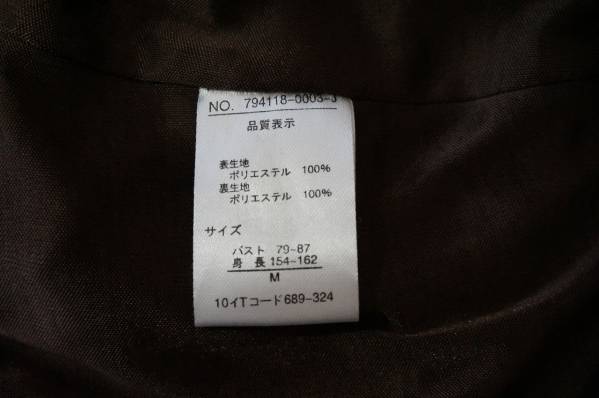 NO. 794118-0003-J
品質表示
表生地
ポリエステル 100%
裏生地
ポリエステル 100%
サイズ
バスト 79-87
身 長 154~162
M
10イTコード689-324